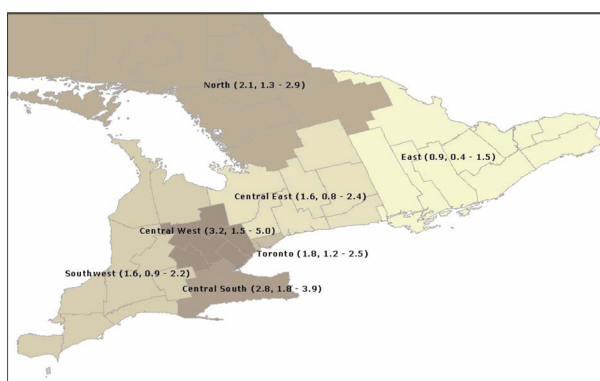 North (2.1, 1.3 - 2.9)
East (0.9, 0.4 - 1.5)
Central East (1.6, 0.8 - 2.4)
Central West (3.2, 1.5 - 5.0)
Toronto (1.8, 1.2 - 2.5)
Southwest (1.6, 0.9 - 2.2)
Central South (2.8, 1.8 - 3.9)